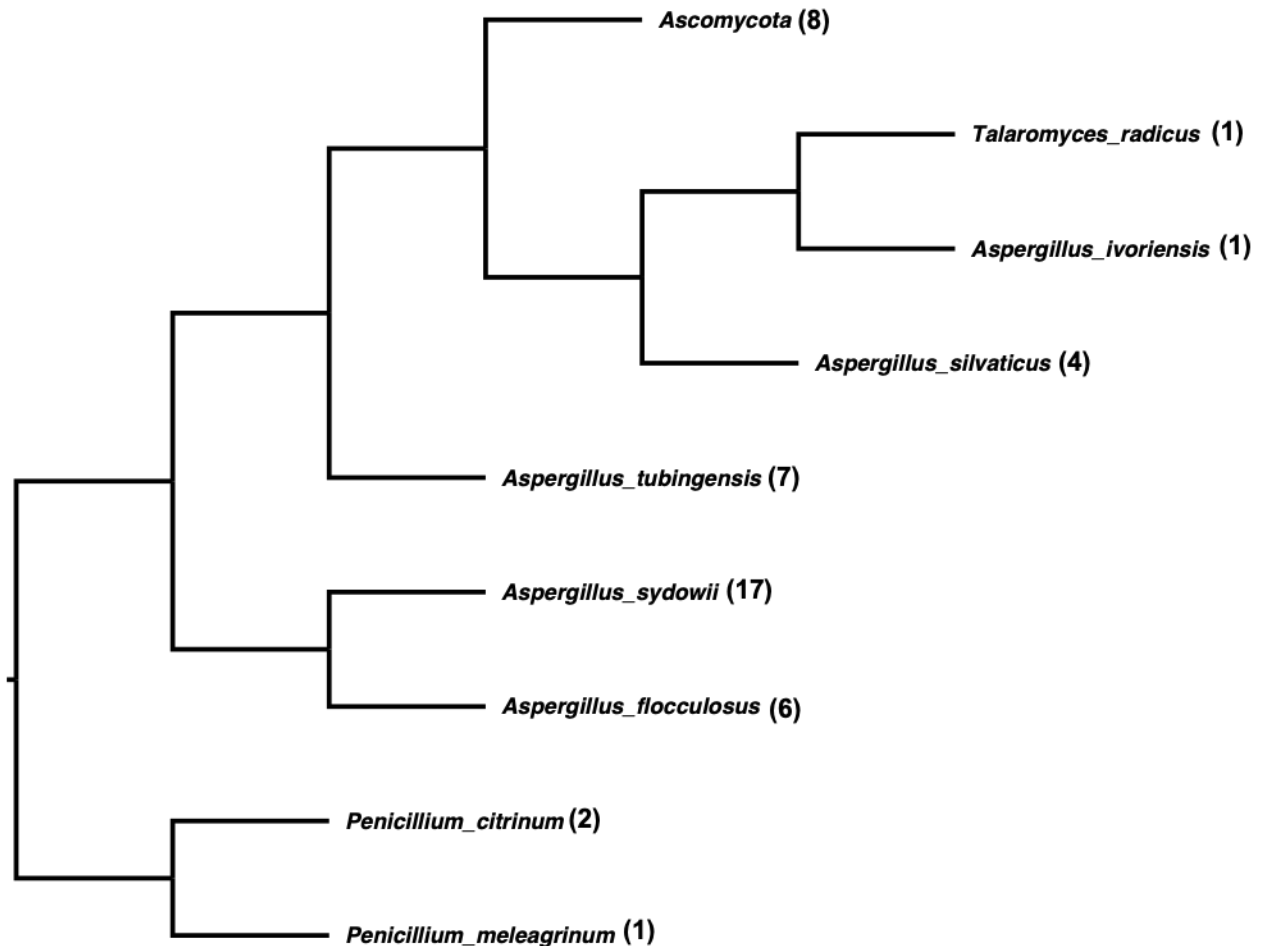 Ascomycota (8)
Talaromyces_radicus (1)
Aspergillus_ivoriensis (1)
Aspergillus_silvaticus (4)
Aspergillus_tubingensis (7)
Aspergillus_sydowii (17)
Aspergillus_flocculosus (6)
Penicillium_citrinum (2)
Penicillium_meleagrinum (1)